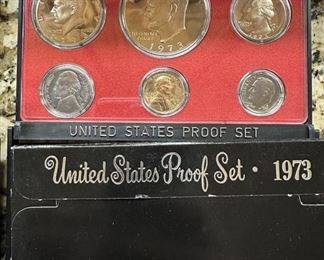 1973
UNITED STATES PROOF SET
United States Proof Set · 1973